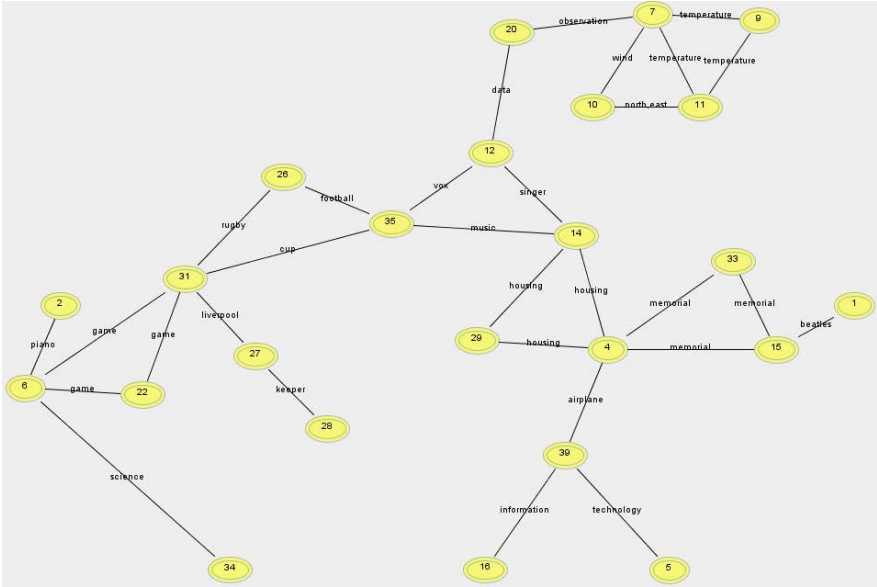 7
temperature
9
20
observation
wind
temperature
temperature
data
10
north,east
11
12
vox
singer
26
football
35
music
14
rugby
cup
31
33
housing
housing
memorial
memorial
2
game
game
liverpool
1
beatles
piano
29
housing
4
memorial
15
27
6
game
22
keeper
airplane
28
39
science
information
technology
34
16
5